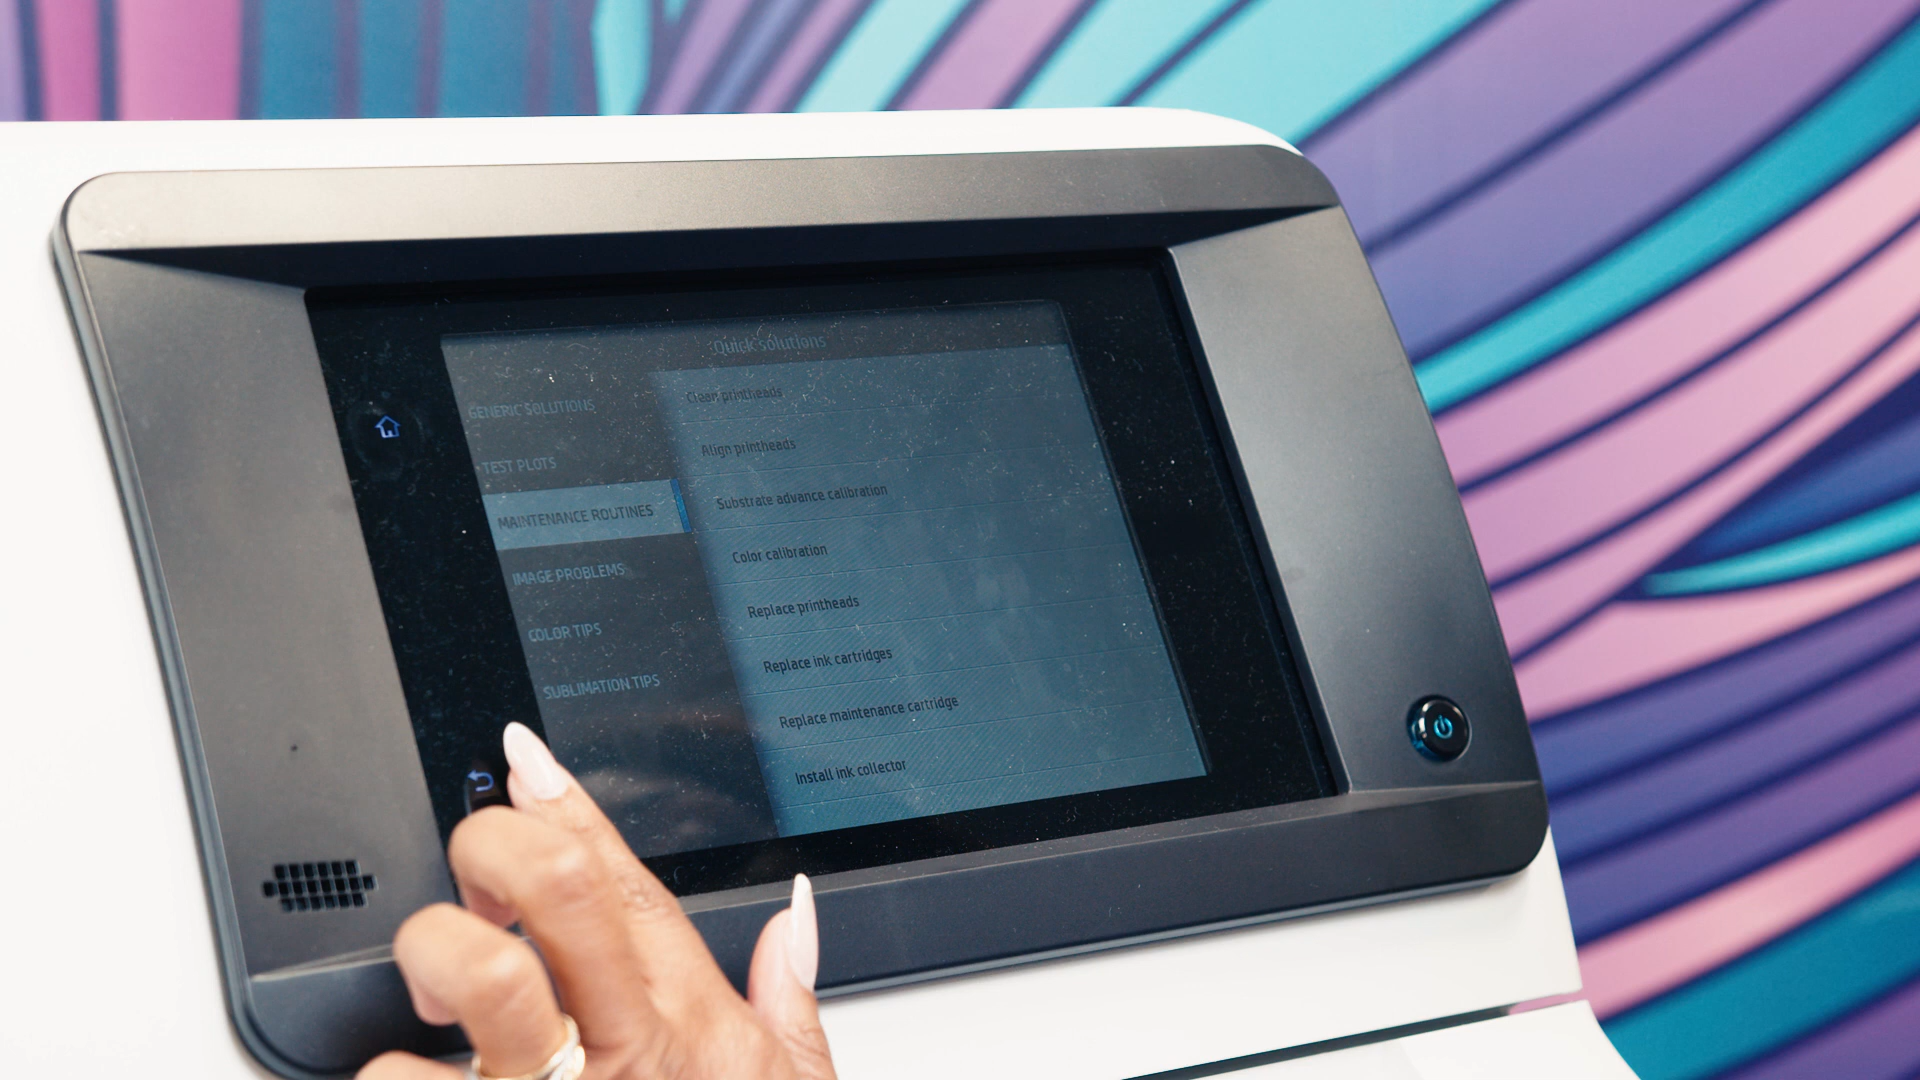 Quick solutions
GENERIC SOLUTIONS
TEST PLOTS
MAINTENANCE ROUTINES
IMAGE PROBLEMS
COLOR TIPS
SUBLIMATION TIPS
Clean printheads
Align printheads
Substrate advance calibration
Color calibration
Replace printheads
Replace ink cartridges
Replace maintenance cartridge
Install ink collector